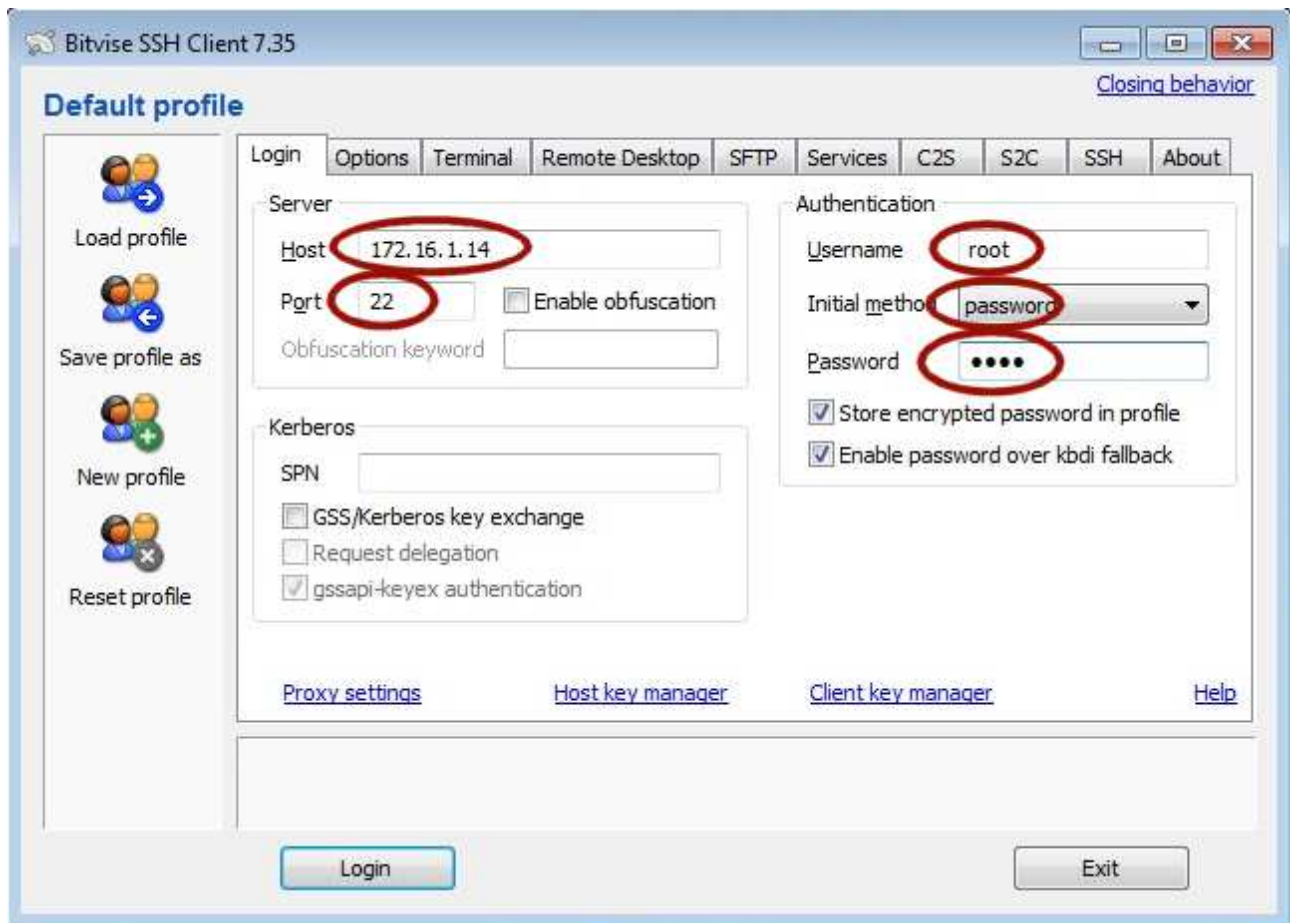 Bitvise SSH Client 7.35
Closing behavior
Default profile
Load profile
Save profile as
New profile
Reset profile
Login Options Terminal Remote Desktop SFTP Services C2S S2C SSH About
Server
Host 172.16.1.14
Port 22 Enable obfuscation
Obfuscation keyword
Kerberos
SPN
GSS/Kerberos key exchange
Request delegation
gssapi-keyex authentication
Authentication
Username root
Initial method password
Password ••••
Store encrypted password in profile
Enable password over kbdi fallback
Proxy settings Host key manager Client key manager Help
Login Exit